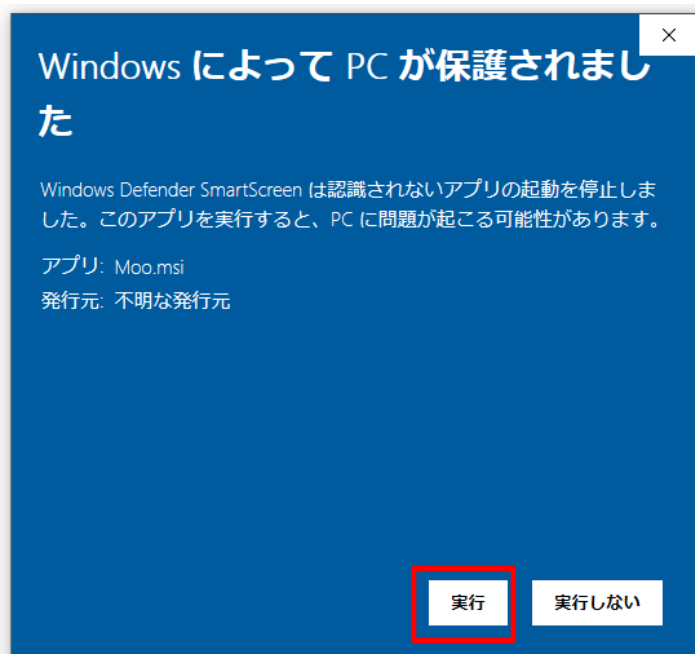 Windows によって PC が保護されまし
た
Windows Defender SmartScreen は認識されないアプリの起動を停止しま
した。このアプリを実行すると、PC に問題が起こる可能性があります。
アプリ: Moo.msi
発行元: 不明な発行元
実行 実行しない